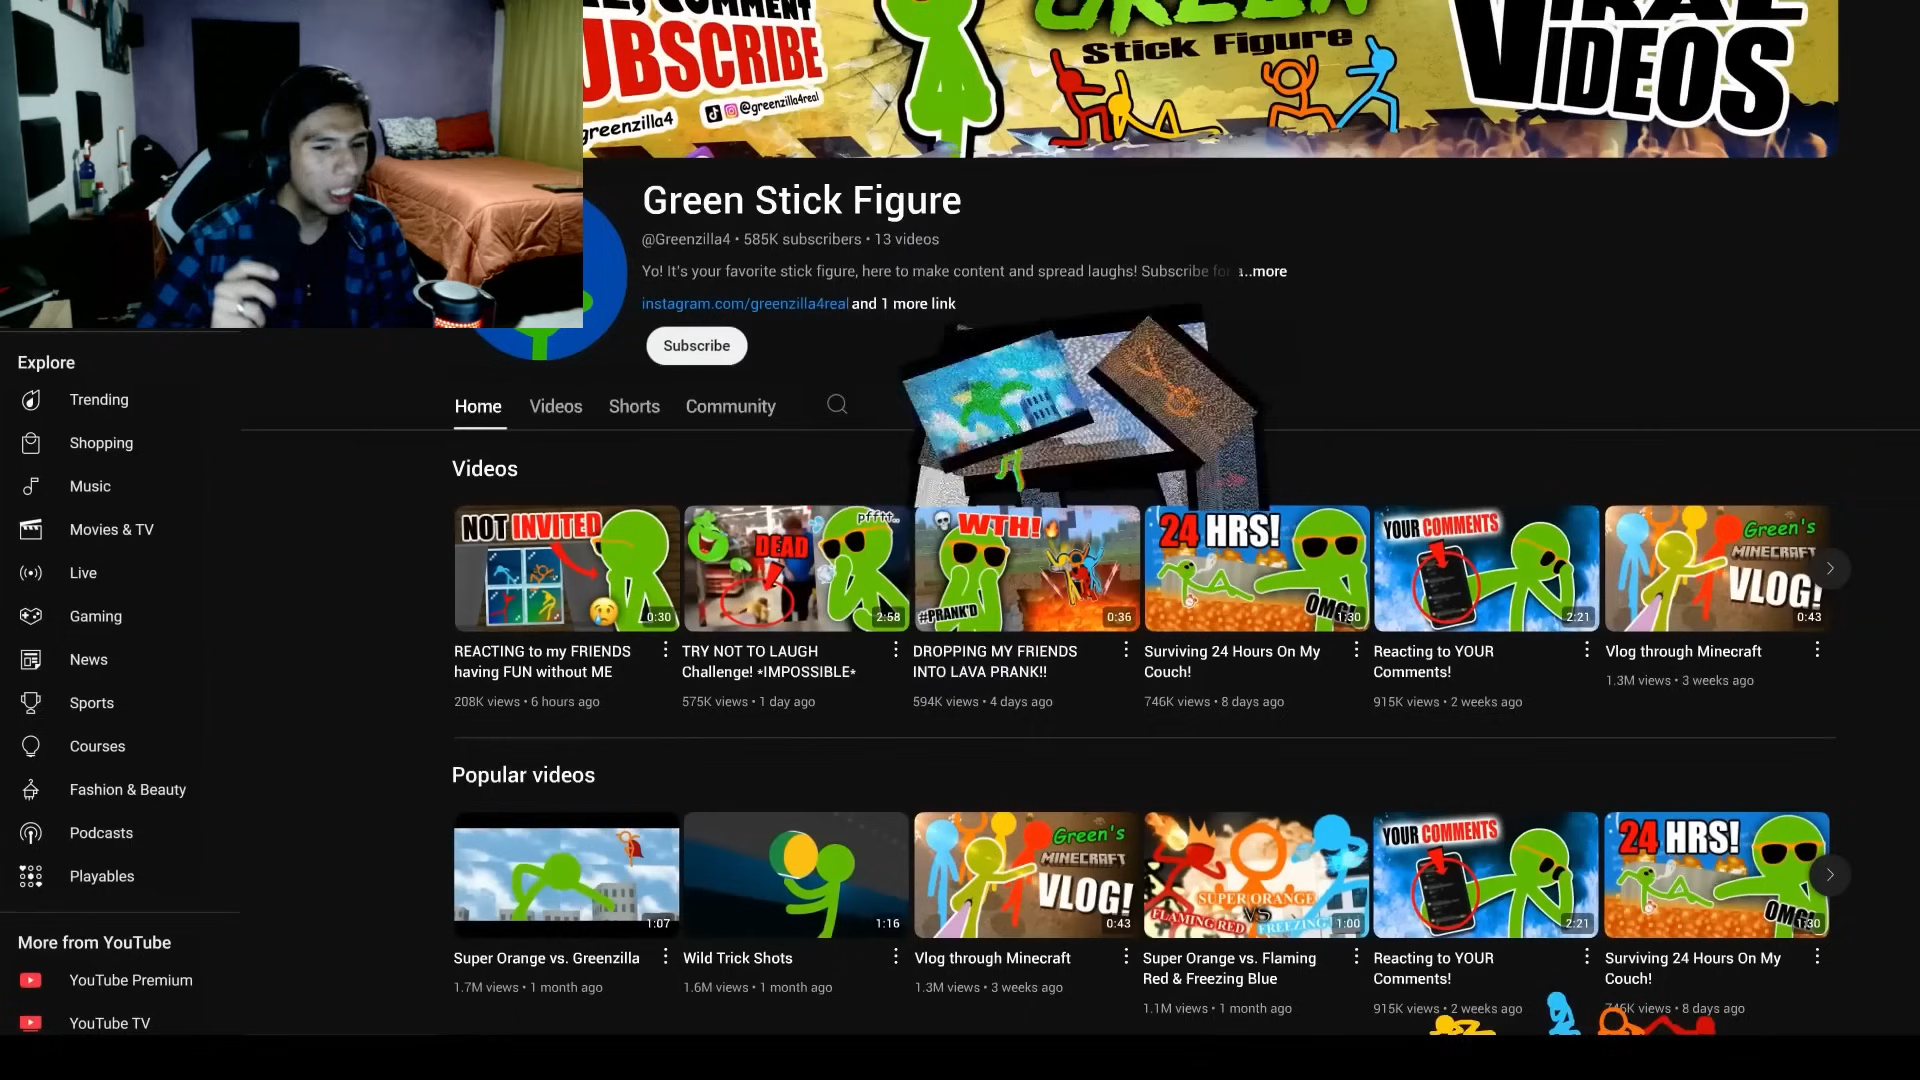 COMMENT
SUBSCRIBE
greenzilla4
@greenzilla4real
GREEN
Stick Figure
VIRAL
VIDEOS
Green Stick Figure
@Greenzilla4 • 585K subscribers • 13 videos
Yo! It's your favorite stick figure, here to make content and spread laughs! Subscribe for a ...more
instagram.com/greenzilla4real and 1 more link
Subscribe
Home Videos Shorts Community
Explore
Trending
Shopping
Music
Movies & TV
Live
Gaming
News
Sports
Courses
Fashion & Beauty
Podcasts
Playables
More from YouTube
YouTube Premium
YouTube TV
Videos
NOT INVITED
0:30
REACTING to my FRIENDS
having FUN without ME
208K views • 6 hours ago
pffft..
DEAD
2:58
TRY NOT TO LAUGH
Challenge! *IMPOSSIBLE*
575K views • 1 day ago
WTH!
#PRANK'D
0:36
DROPPING MY FRIENDS
INTO LAVA PRANK!!
594K views • 4 days ago
24 HRS!
OMG!
1:30
Surviving 24 Hours On My
Couch!
746K views • 8 days ago
YOUR COMMENTS
2:21
Reacting to YOUR
Comments!
915K views • 2 weeks ago
Green's
MINECRAFT
VLOG!
0:43
Vlog through Minecraft
1.3M views • 3 weeks ago
Popular videos
1:07
Super Orange vs. Greenzilla
1.7M views • 1 month ago
1:16
Wild Trick Shots
1.6M views • 1 month ago
Green's
MINECRAFT
VLOG!
0:43
Vlog through Minecraft
1.3M views • 3 weeks ago
SUPER ORANGE
VS
FLAMING RED & FREEZING
1:00
Super Orange vs. Flaming
Red & Freezing Blue
1.1M views • 1 month ago
YOUR COMMENTS
2:21
Reacting to YOUR
Comments!
915K views • 2 weeks ago
24 HRS!
OMG!
1:30
Surviving 24 Hours On My
Couch!
746K views • 8 days ago